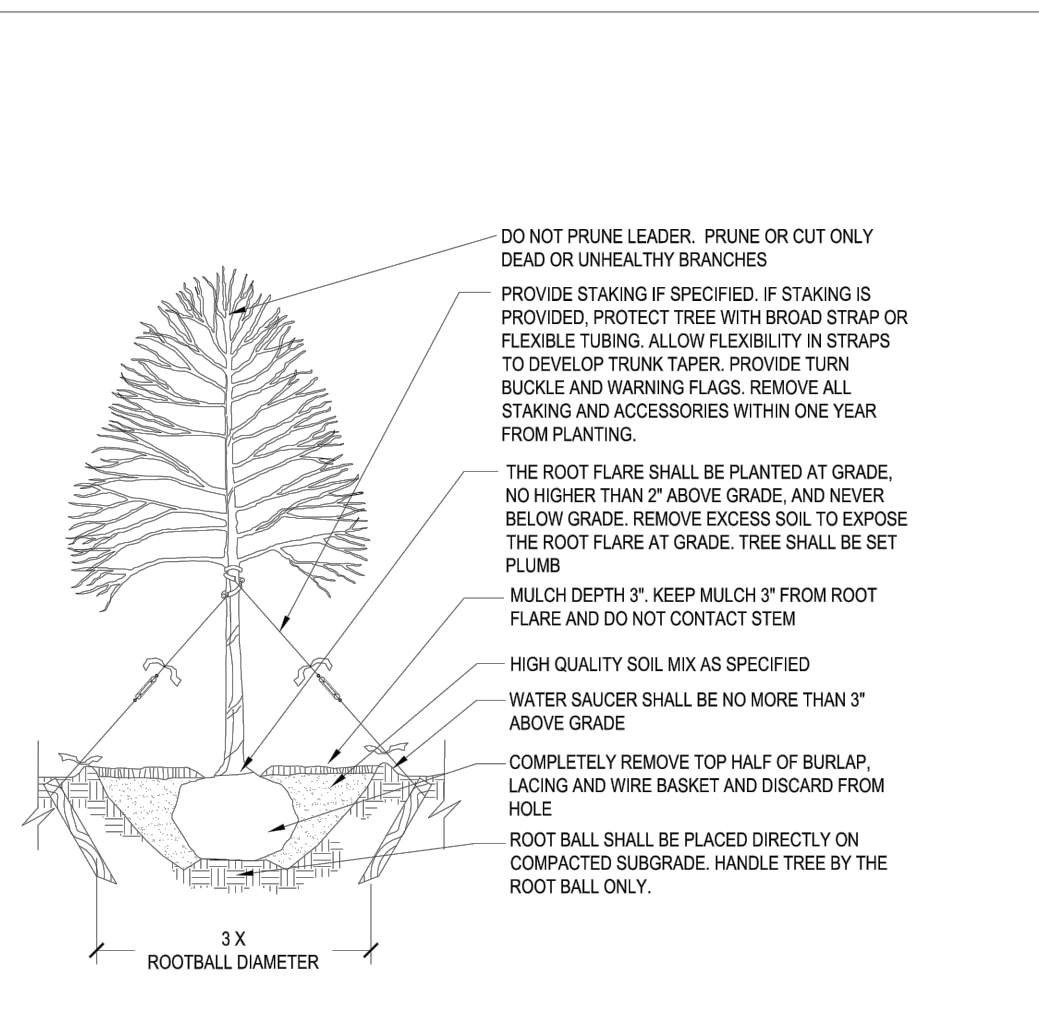 DO NOT PRUNE LEADER.  PRUNE OR CUT ONLY
DEAD OR UNHEALTHY BRANCHES
PROVIDE STAKING IF SPECIFIED. IF STAKING IS
PROVIDED, PROTECT TREE WITH BROAD STRAP OR
FLEXIBLE TUBING. ALLOW FLEXIBILITY IN STRAPS
TO DEVELOP TRUNK TAPER. PROVIDE TURN
BUCKLE AND WARNING FLAGS. REMOVE ALL
STAKING AND ACCESSORIES WITHIN ONE YEAR
FROM PLANTING.
THE ROOT FLARE SHALL BE PLANTED AT GRADE,
NO HIGHER THAN 2" ABOVE GRADE, AND NEVER
BELOW GRADE. REMOVE EXCESS SOIL TO EXPOSE
THE ROOT FLARE AT GRADE. TREE SHALL BE SET
PLUMB
MULCH DEPTH 3". KEEP MULCH 3" FROM ROOT
FLARE AND DO NOT CONTACT STEM
HIGH QUALITY SOIL MIX AS SPECIFIED
WATER SAUCER SHALL BE NO MORE THAN 3"
ABOVE GRADE
COMPLETELY REMOVE TOP HALF OF BURLAP,
LACING AND WIRE BASKET AND DISCARD FROM
HOLE
ROOT BALL SHALL BE PLACED DIRECTLY ON
COMPACTED SUBGRADE. HANDLE TREE BY THE
ROOT BALL ONLY.
3 X
ROOTBALL DIAMETER